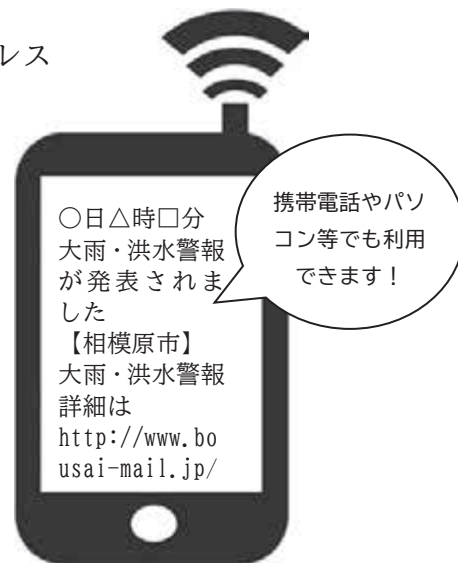 レス
○日△時□分
大雨・洪水警報
が発表されま
した
【相模原市】
大雨・洪水警報
詳細は
http://www.bo
usai-mail.jp/
携帯電話やパソ
コン等でも利用
できます！